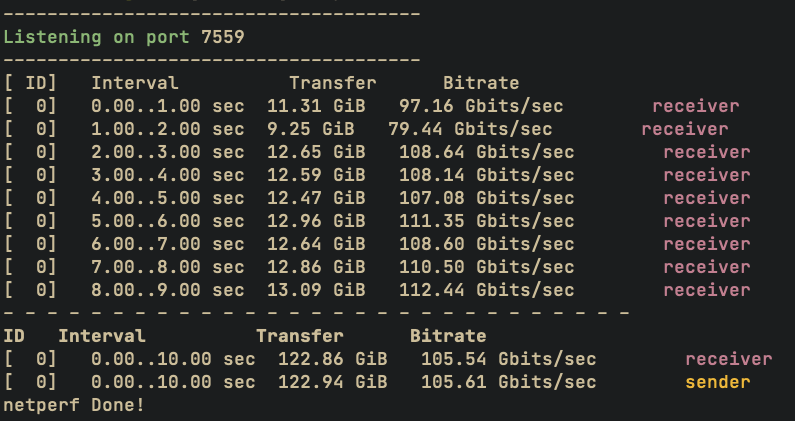 Listening on port 7559
[ ID]   Interval          Transfer      Bitrate
[  0]   0.00..1.00 sec  11.31 GiB   97.16 Gbits/sec        receiver
[  0]   1.00..2.00 sec  9.25 GiB   79.44 Gbits/sec        receiver
[  0]   2.00..3.00 sec  12.65 GiB   108.64 Gbits/sec        receiver
[  0]   3.00..4.00 sec  12.59 GiB   108.14 Gbits/sec        receiver
[  0]   4.00..5.00 sec  12.47 GiB   107.08 Gbits/sec        receiver
[  0]   5.00..6.00 sec  12.96 GiB   111.35 Gbits/sec        receiver
[  0]   6.00..7.00 sec  12.64 GiB   108.60 Gbits/sec        receiver
[  0]   7.00..8.00 sec  12.86 GiB   110.50 Gbits/sec        receiver
[  0]   8.00..9.00 sec  13.09 GiB   112.44 Gbits/sec        receiver
ID   Interval          Transfer      Bitrate
[  0]   0.00..10.00 sec  122.86 GiB   105.54 Gbits/sec        receiver
[  0]   0.00..10.00 sec  122.94 GiB   105.61 Gbits/sec        sender
netperf Done!